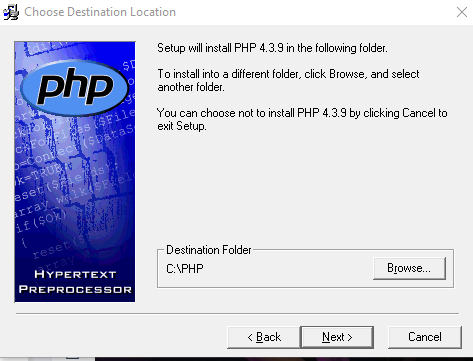 Choose Destination Location
Setup will install PHP 4.3.9 in the following folder.
To install into a different folder, click Browse, and select
another folder.
You can choose not to install PHP 4.3.9 by clicking Cancel to
exit Setup.
php
HYPERTEXT
PREPROCESSOR
Destination Folder
C:\PHP
Browse...
< Back
Next >
Cancel